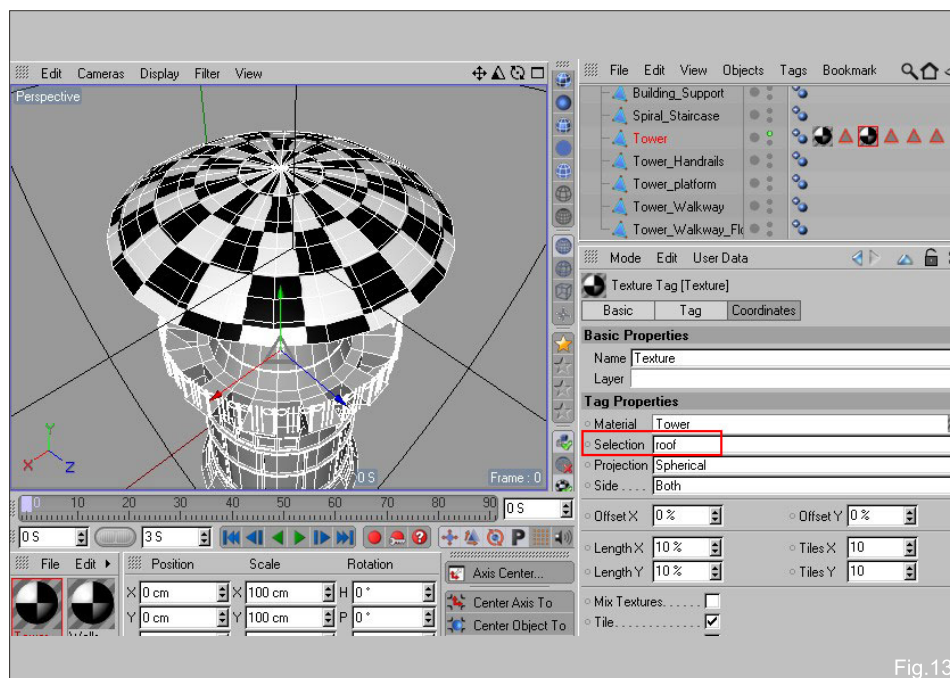 Edit Cameras Display Filter View
Perspective
Y
X
Z
0 S
Frame : 0
File Edit View Objects Tags Bookmark
Building_Support
Spiral_Staircase
Tower
Tower_Handrails
Tower_platform
Tower_Walkway
Tower_Walkway_Flo
Mode Edit User Data
Texture Tag [Texture]
Basic Tag Coordinates
Basic Properties
Name Texture
Layer
Tag Properties
Material Tower
Selection roof
Projection Spherical
Side . . . . Both
Offset X 0 % Offset Y 0 %
Length X 10 % Tiles X 10
Length Y 10 % Tiles Y 10
Mix Textures. . . . . .
Tile. . . . . . . . . . . . .
0 10 20 30 40 50 60 70 80 90 0 S
0 S 3 S P
File Edit Position Scale Rotation
X 0 cm X 100 cm H 0 °
Y 0 cm Y 100 cm P 0 °
Axis Center...
Center Axis To
Center Object To
Tower
Fig.13